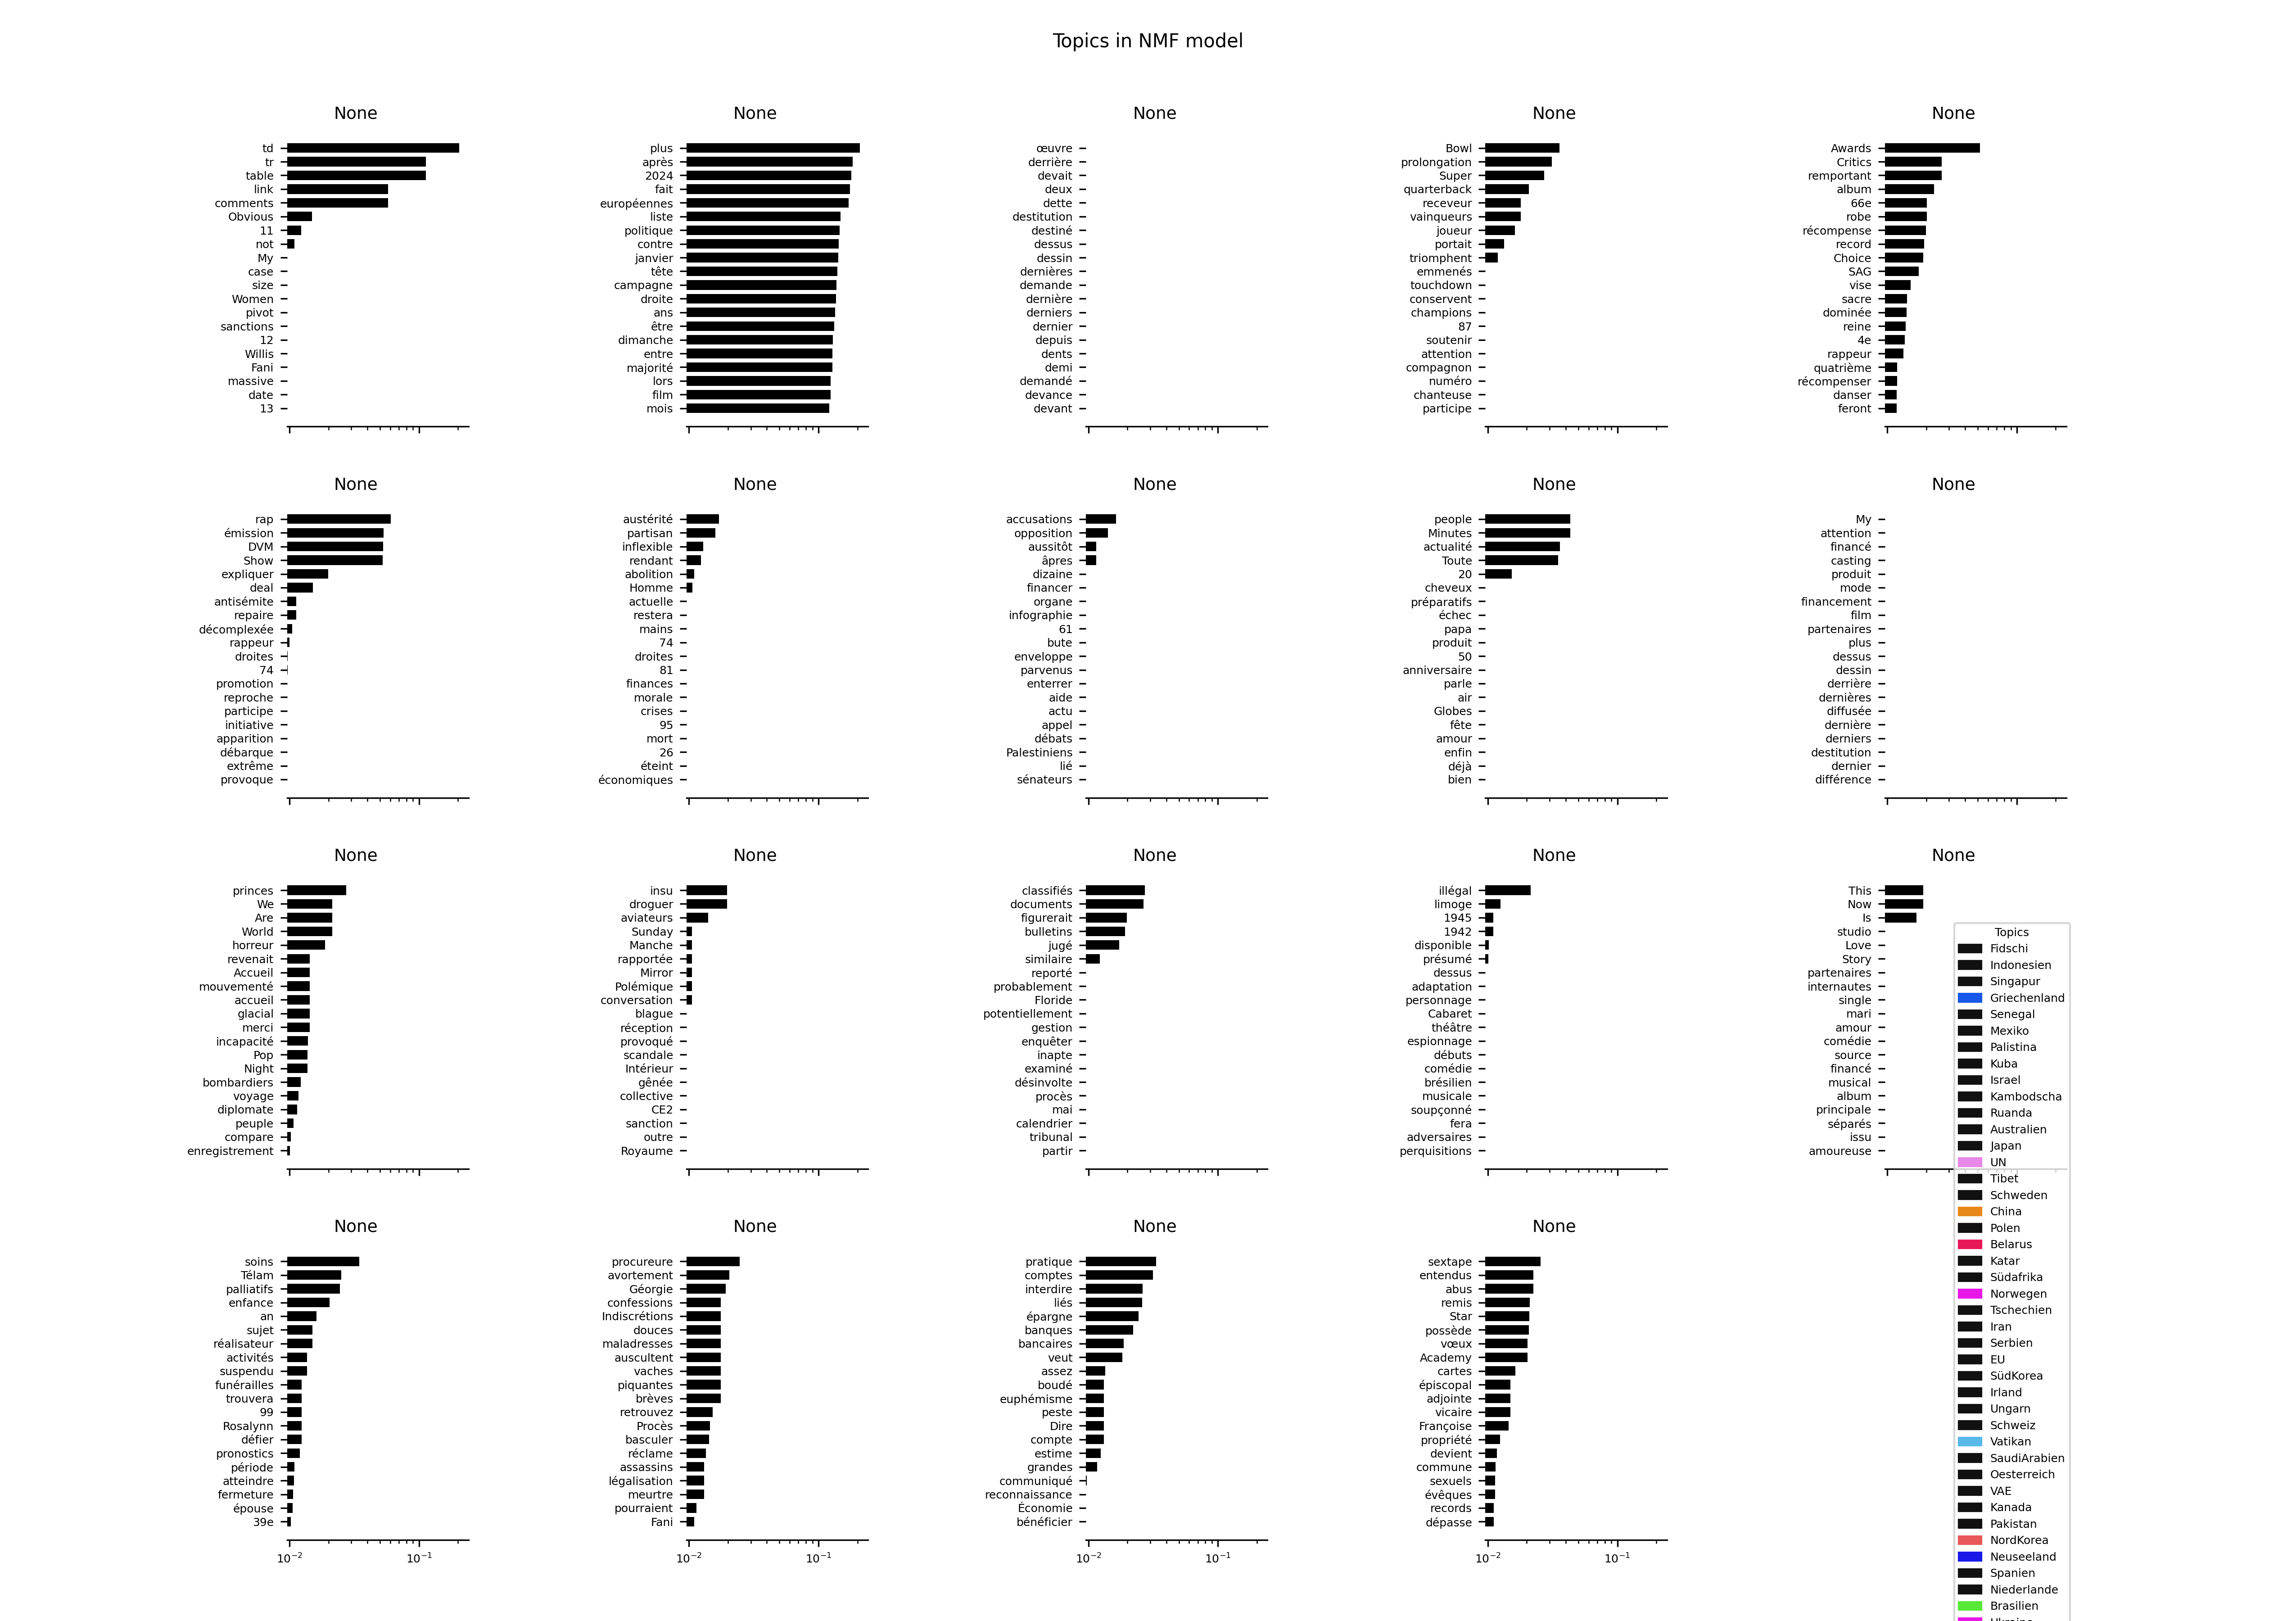 Topics in NMF model
None
td
tr
table
link
comments
Obvious
11
not
My
case
size
Women
pivot
sanctions
12
Willis
Fani
massive
date
13
None
plus
après
2024
fait
européennes
liste
politique
contre
janvier
tête
campagne
droite
ans
être
dimanche
entre
majorité
lors
film
mois
None
œuvre
derrière
devait
deux
dette
destitution
destiné
dessus
dessin
dernières
demande
dernière
derniers
dernier
depuis
dents
demi
demandé
devance
devant
None
Bowl
prolongation
Super
quarterback
receveur
vainqueurs
joueur
portait
triomphent
emmenés
touchdown
conservent
champions
87
soutenir
attention
compagnon
numéro
chanteuse
participe
None
Awards
Critics
remportant
album
66e
robe
récompense
record
Choice
SAG
vise
sacre
dominée
reine
4e
rappeur
quatrième
récompenser
danser
feront
None
rap
émission
DVM
Show
expliquer
deal
antisémite
repaire
décomplexée
rappeur
droites
74
promotion
reproche
participe
initiative
apparition
débarque
extrême
provoque
None
austérité
partisan
inflexible
rendant
abolition
Homme
actuelle
restera
mains
74
droites
81
finances
morale
crises
95
mort
26
éteint
économiques
None
accusations
opposition
aussitôt
âpres
dizaine
financer
organe
infographie
61
bute
enveloppe
parvenus
enterrer
aide
actu
appel
débats
Palestiniens
lié
sénateurs
None
people
Minutes
actualité
Toute
20
cheveux
préparatifs
échec
papa
produit
50
anniversaire
parle
air
Globes
fête
amour
enfin
déjà
bien
None
My
attention
financé
casting
produit
mode
financement
film
partenaires
plus
dessus
dessin
derrière
dernières
diffusée
dernière
derniers
destitution
dernier
différence
None
princes
We
Are
World
horreur
revenait
Accueil
mouvementé
accueil
glacial
merci
incapacité
Pop
Night
bombardiers
voyage
diplomate
peuple
compare
enregistrement
None
insu
droguer
aviateurs
Sunday
Manche
rapportée
Mirror
Polémique
conversation
blague
réception
provoqué
scandale
Intérieur
gênée
collective
CE2
sanction
outre
Royaume
None
classifiés
documents
figurerait
bulletins
jugé
similaire
reporté
probablement
Floride
potentiellement
gestion
enquêter
inapte
examiné
désinvolte
procès
mai
calendrier
tribunal
partir
None
illégal
limoge
1945
1942
disponible
présumé
dessus
adaptation
personnage
Cabaret
théâtre
espionnage
débuts
comédie
brésilien
musicale
soupçonné
fera
adversaires
perquisitions
None
This
Now
Is
studio
Love
Story
partenaires
internautes
single
mari
amour
comédie
source
financé
musical
album
principale
séparés
issu
amoureuse
None
soins
Télam
palliatifs
enfance
an
sujet
réalisateur
activités
suspendu
funérailles
trouvera
99
Rosalynn
défier
pronostics
période
atteindre
fermeture
épouse
39e
10⁻² 10⁻¹
None
procureure
avortement
Géorgie
confessions
Indiscrétions
douces
maladresses
auscultent
vaches
piquantes
brèves
retrouvez
Procès
basculer
réclame
assassins
légalisation
meurtre
pourraient
Fani
10⁻² 10⁻¹
None
pratique
comptes
interdire
liés
épargne
banques
bancaires
veut
assez
boudé
euphémisme
peste
Dire
compte
estime
grandes
communiqué
reconnaissance
Économie
bénéficier
10⁻² 10⁻¹
None
sextape
entendus
abus
remis
Star
possède
vœux
Academy
cartes
épiscopal
adjointe
vicaire
Françoise
propriété
devient
commune
sexuels
évêques
records
dépasse
10⁻² 10⁻¹
Topics
Fidschi
Indonesien
Singapur
Griechenland
Senegal
Mexiko
Palistina
Kuba
Israel
Kambodscha
Ruanda
Australien
Japan
UN
Tibet
Schweden
China
Polen
Belarus
Katar
Südafrika
Norwegen
Tschechien
Iran
Serbien
EU
SüdKorea
Irland
Ungarn
Schweiz
Vatikan
SaudiArabien
Oesterreich
VAE
Kanada
Pakistan
NordKorea
Neuseeland
Spanien
Niederlande
Brasilien